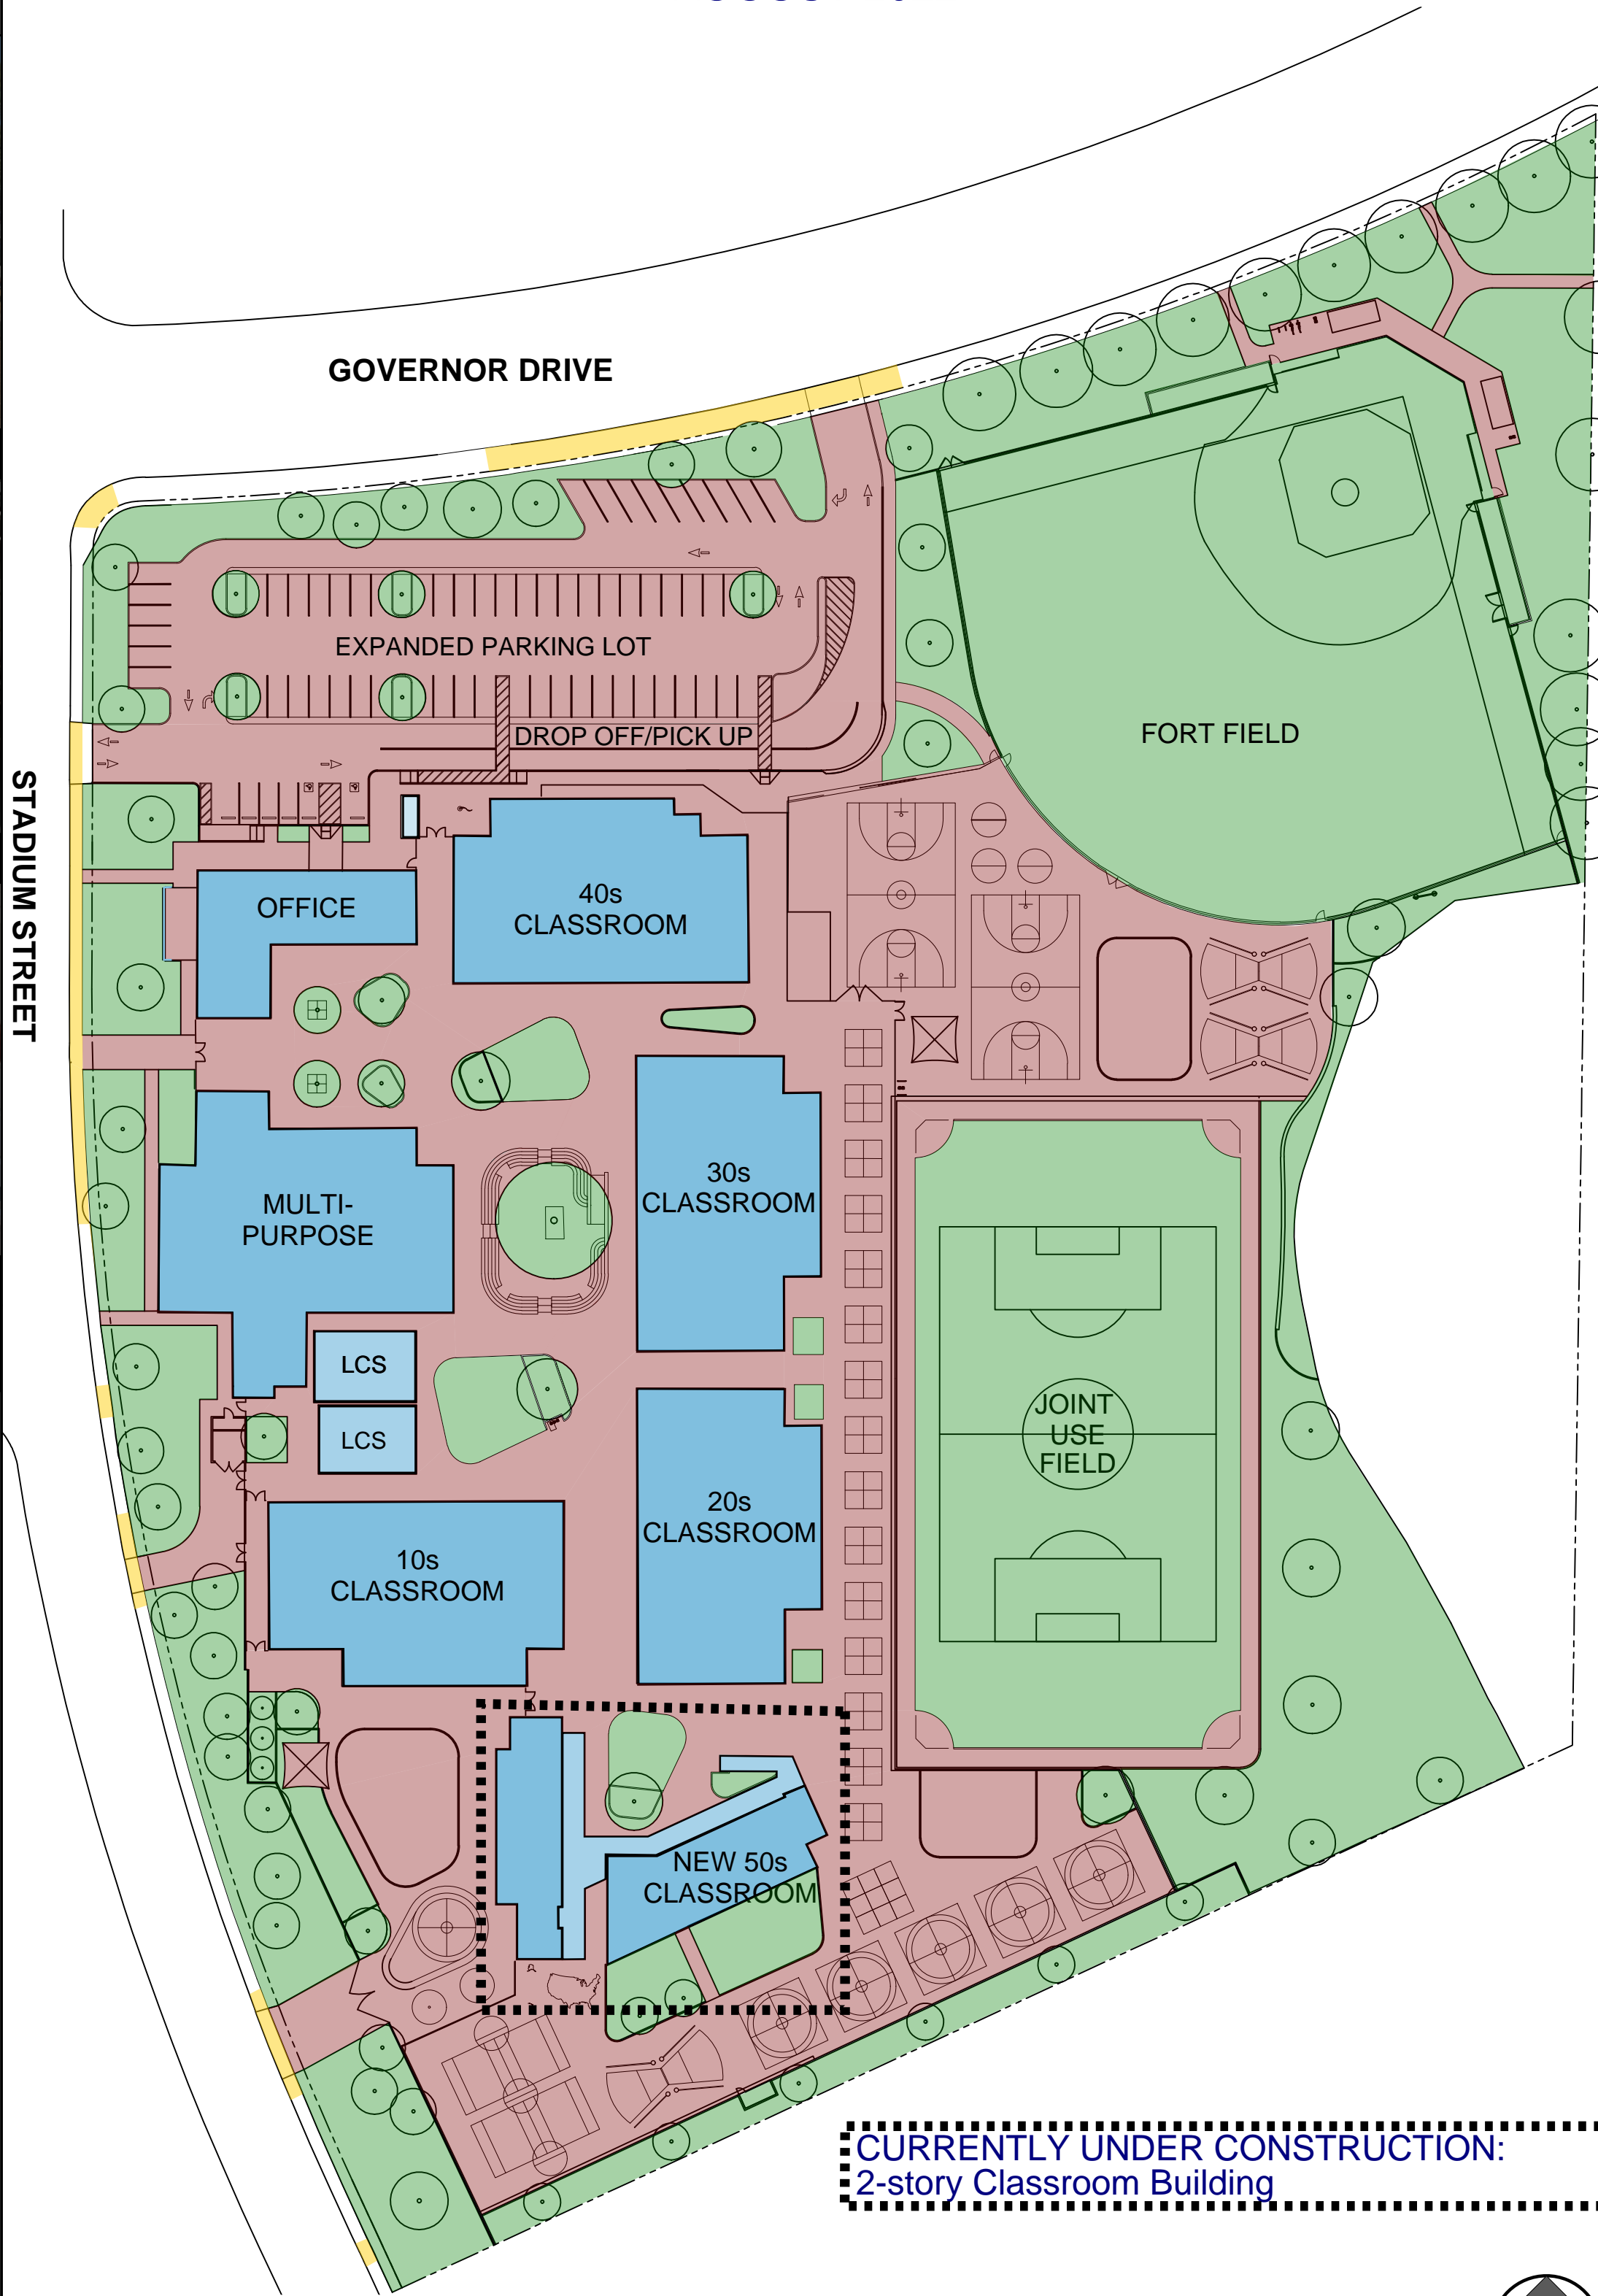 GOVERNOR DRIVE
EXPANDED PARKING LOT
DROP OFF/PICK UP
FORT FIELD
STADIUM STREET
OFFICE
40s
CLASSROOM
30s
CLASSROOM
MULTI-
PURPOSE
LCS
LCS
JOINT
USE
FIELD
20s
CLASSROOM
10s
CLASSROOM
NEW 50s
CLASSROOM
CURRENTLY UNDER CONSTRUCTION:
2-story Classroom Building